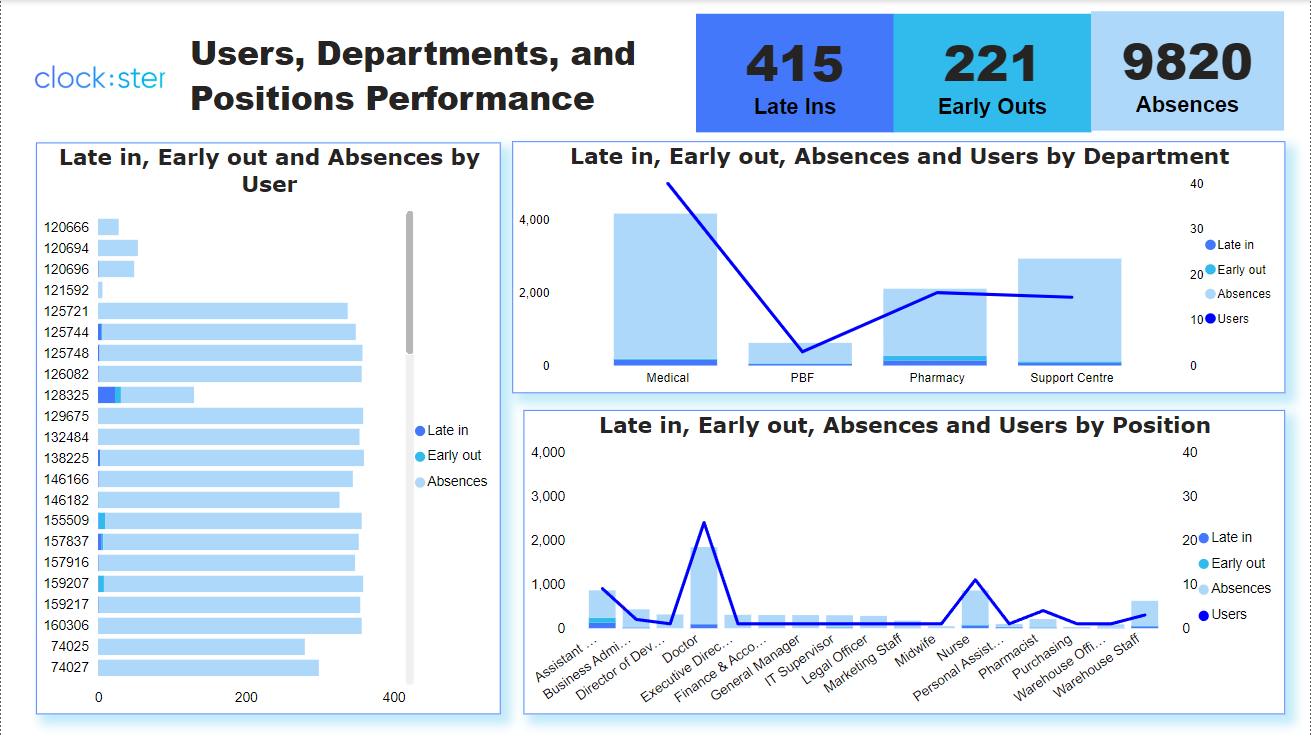 clock:ster
Users, Departments, and
Positions Performance
415
Late Ins
221
Early Outs
9820
Absences
Late in, Early out and Absences by
User
120666
120694
120696
121592
125721
125744
125748
126082
128325
129675
132484
138225
146166
146182
155509
157837
157916
159207
159217
160306
74025
74027
0 200 400
Late in
Early out
Absences
Late in, Early out, Absences and Users by Department
4,000
2,000
0
40
30
20
10
0
Medical PBF Pharmacy Support Centre
Late in
Early out
Absences
Users
Late in, Early out, Absences and Users by Position
4,000
3,000
2,000
1,000
0
40
30
20
10
0
Assistant ...
Business Admi...
Director of Dev...
Doctor
Executive Direc...
Finance & Acco...
General Manager
IT Supervisor
Legal Officer
Marketing Staff
Midwife
Nurse
Personal Assist...
Pharmacist
Purchasing
Warehouse Offi...
Warehouse Staff
Late in
Early out
Absences
Users